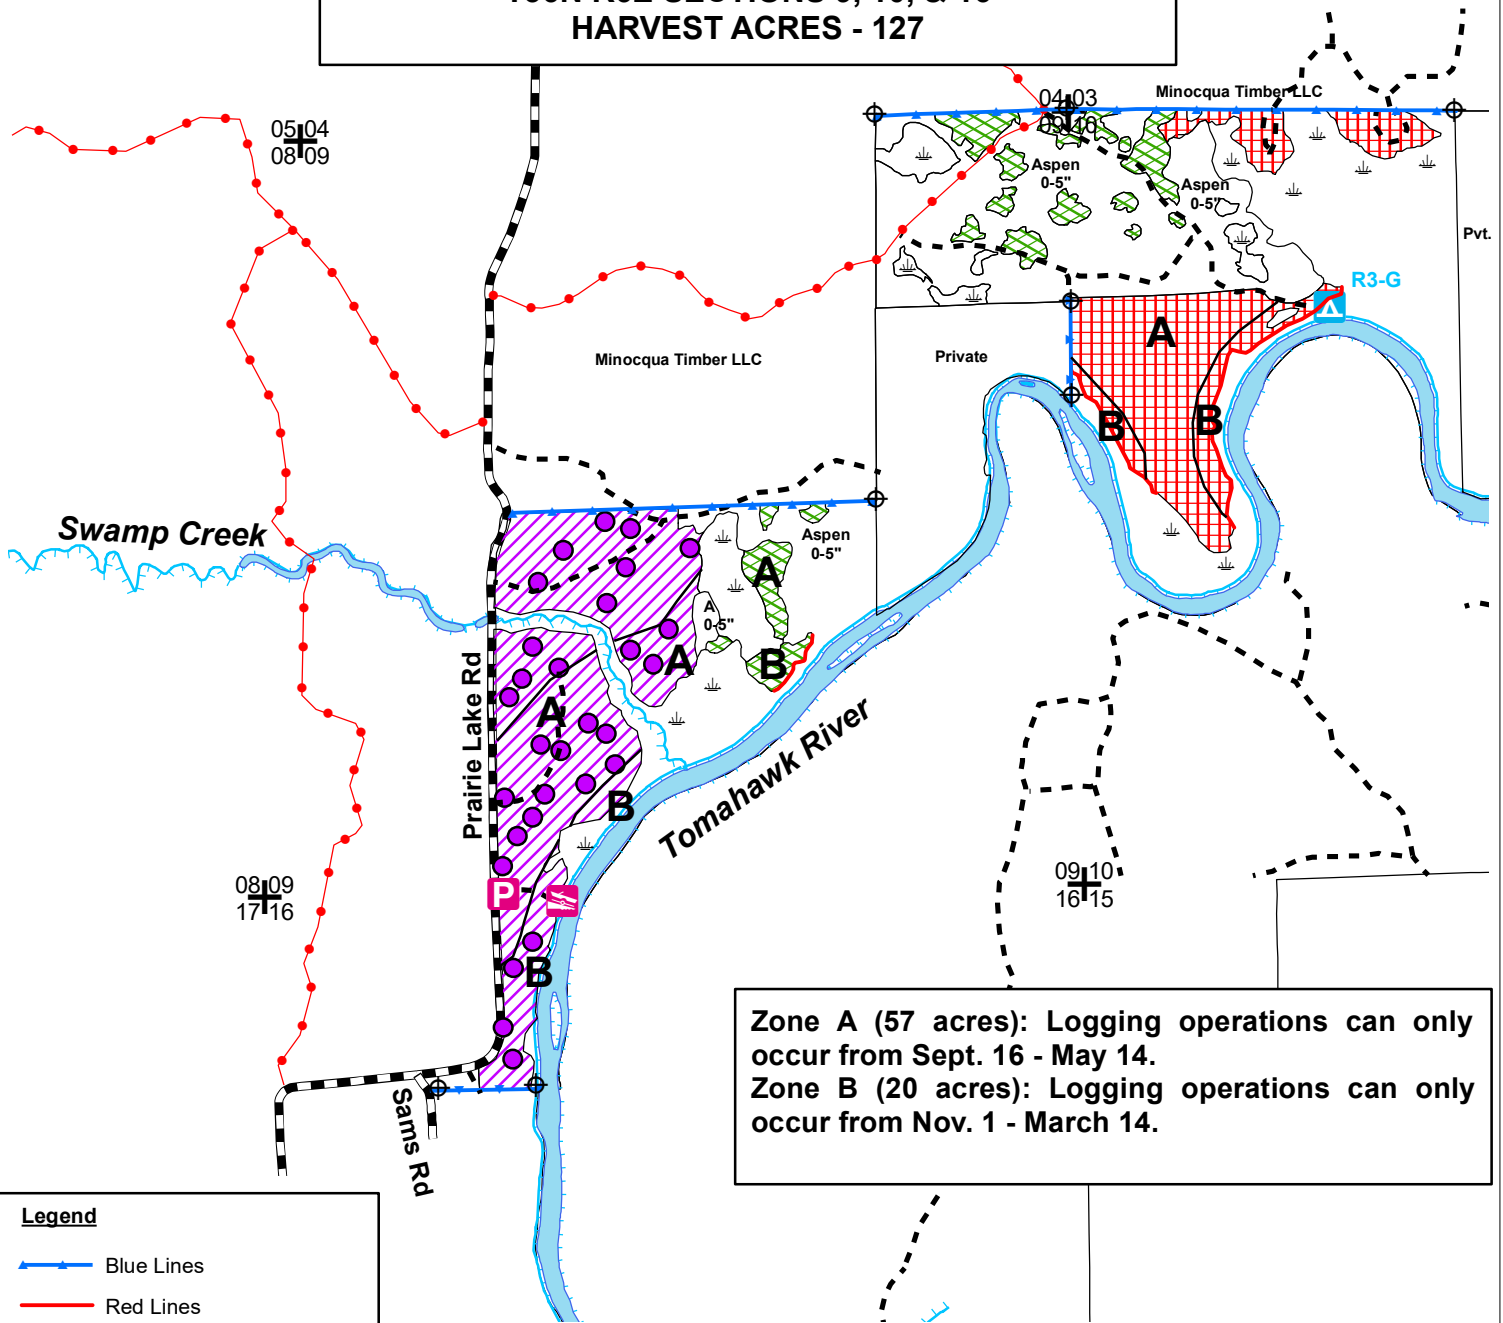 HARVEST ACRES - 127
Minocqua Timber LLC
04 03
09 10
05 04
08 09
Aspen
0-5"
Aspen
0-5"
Pvt.
R3-G
A
Minocqua Timber LLC
Private
B
B
Swamp Creek
Aspen
0-5"
A
A
0-5"
A
B
Prairie Lake Rd
A
Tomahawk River
B
P
08 09
17 16
09 10
16 15
B
Zone A (57 acres): Logging operations can only
occur from Sept. 16 - May 14.
Zone B (20 acres): Logging operations can only
occur from Nov. 1 - March 14.
Sams Rd
Legend
Blue Lines
Red Lines